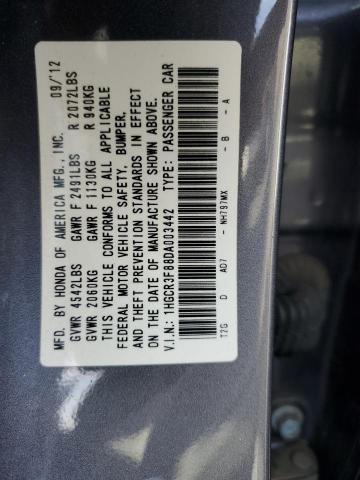 MFD. BY HONDA OF AMERICA MFG., INC. 09/12
GVWR 4542LBS GAWR F 2491LBS R 2072LBS
GVWR 2060KG GAWR F 1130KG R 940KG
THIS VEHICLE CONFORMS TO ALL APPLICABLE
FEDERAL MOTOR VEHICLE SAFETY, BUMPER,
AND THEFT PREVENTION STANDARDS IN EFFECT
ON THE DATE OF MANUFACTURE SHOWN ABOVE.
V.I.N.: 1HGCR3F88DA003442 TYPE: PASSENGER CAR
T2G D AD7 - NH797MX - B - A